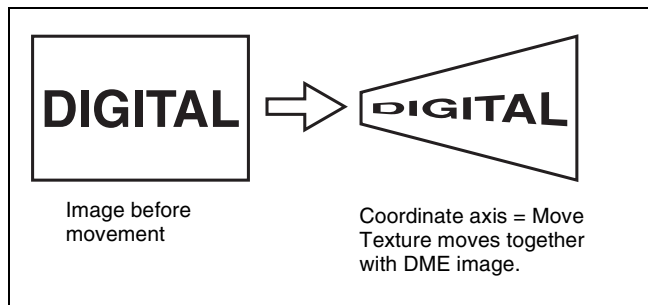 DIGITAL
DIGITAL
Image before
movement
Coordinate axis = Move
Texture moves together
with DME image.